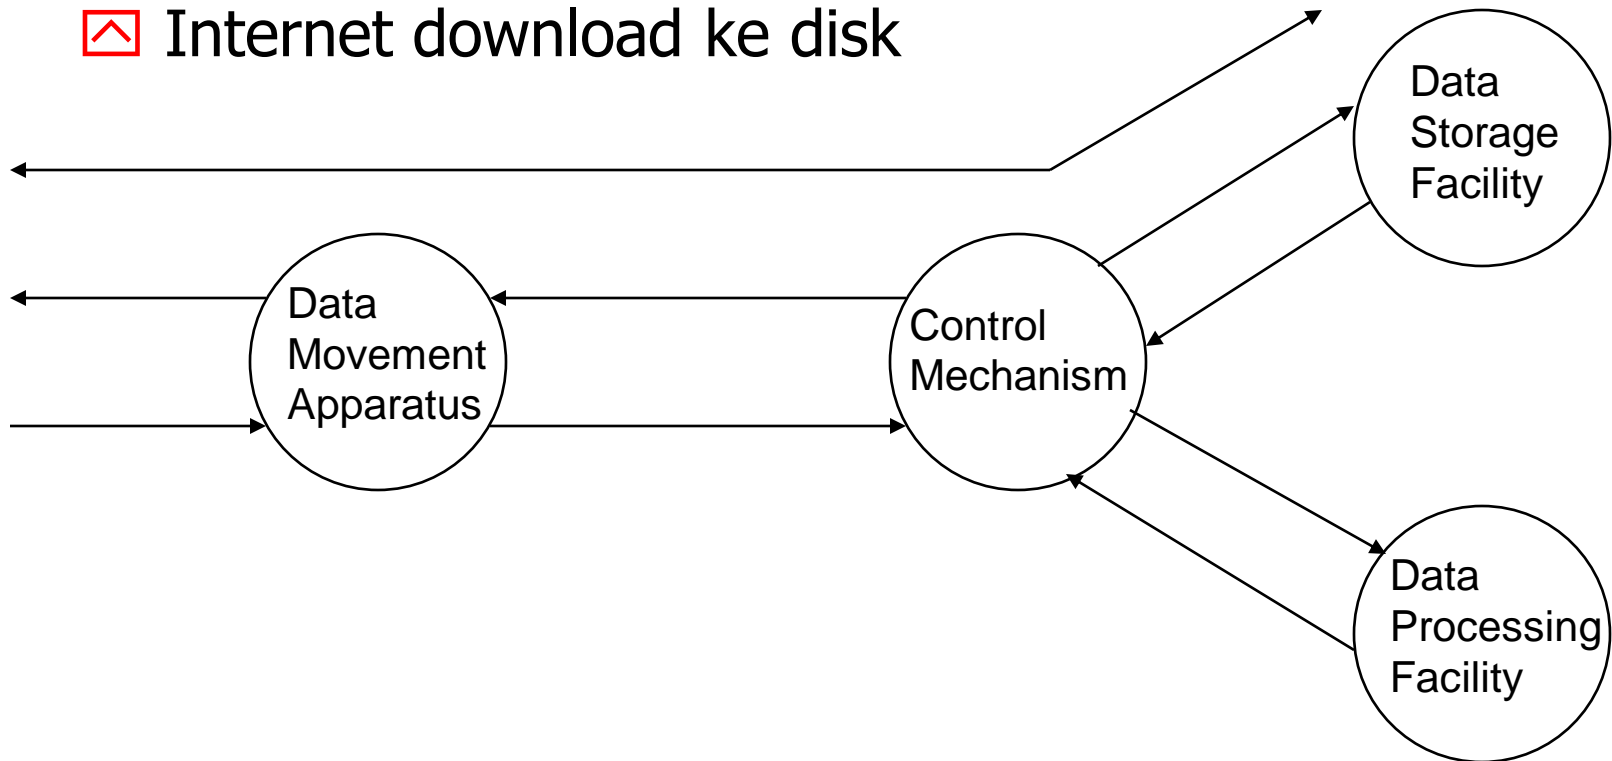 Internet download ke disk
Data
Storage
Facility
Data
Movement
Apparatus
Control
Mechanism
Data
Processing
Facility